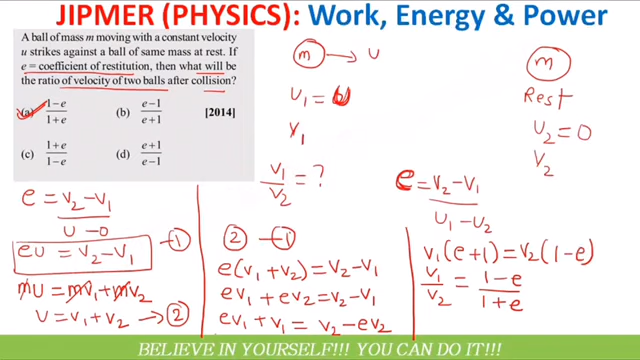 JIPMER (PHYSICS): Work, Energy & Power
A ball of mass m moving with a constant velocity
u strikes against a ball of same mass at rest. If
e = coefficient of restitution, then what will be
the ratio of velocity of two balls after collision?
(a) 1−e / 1+e (b) e−1 / e+1 [2014]
(c) 1+e / 1−e (d) e+1 / e−1
m → U
U₁ = U
V₁
V₁/V₂ = ?
m
Rest
U₂ = 0
V₂
e = V₂−V₁ / U₁−U₂
e = V₂−V₁ / U−0
eU = V₂−V₁ —①
mU = mV₁+mV₂
U = V₁+V₂ → ②
② —①
e(V₁+V₂) = V₂−V₁
eV₁+eV₂ = V₂−V₁
eV₁+V₁ = V₂−eV₂
V₁(e+1) = V₂(1−e)
V₁/V₂ = 1−e / 1+e
BELIEVE IN YOURSELF!!! YOU CAN DO IT!!!